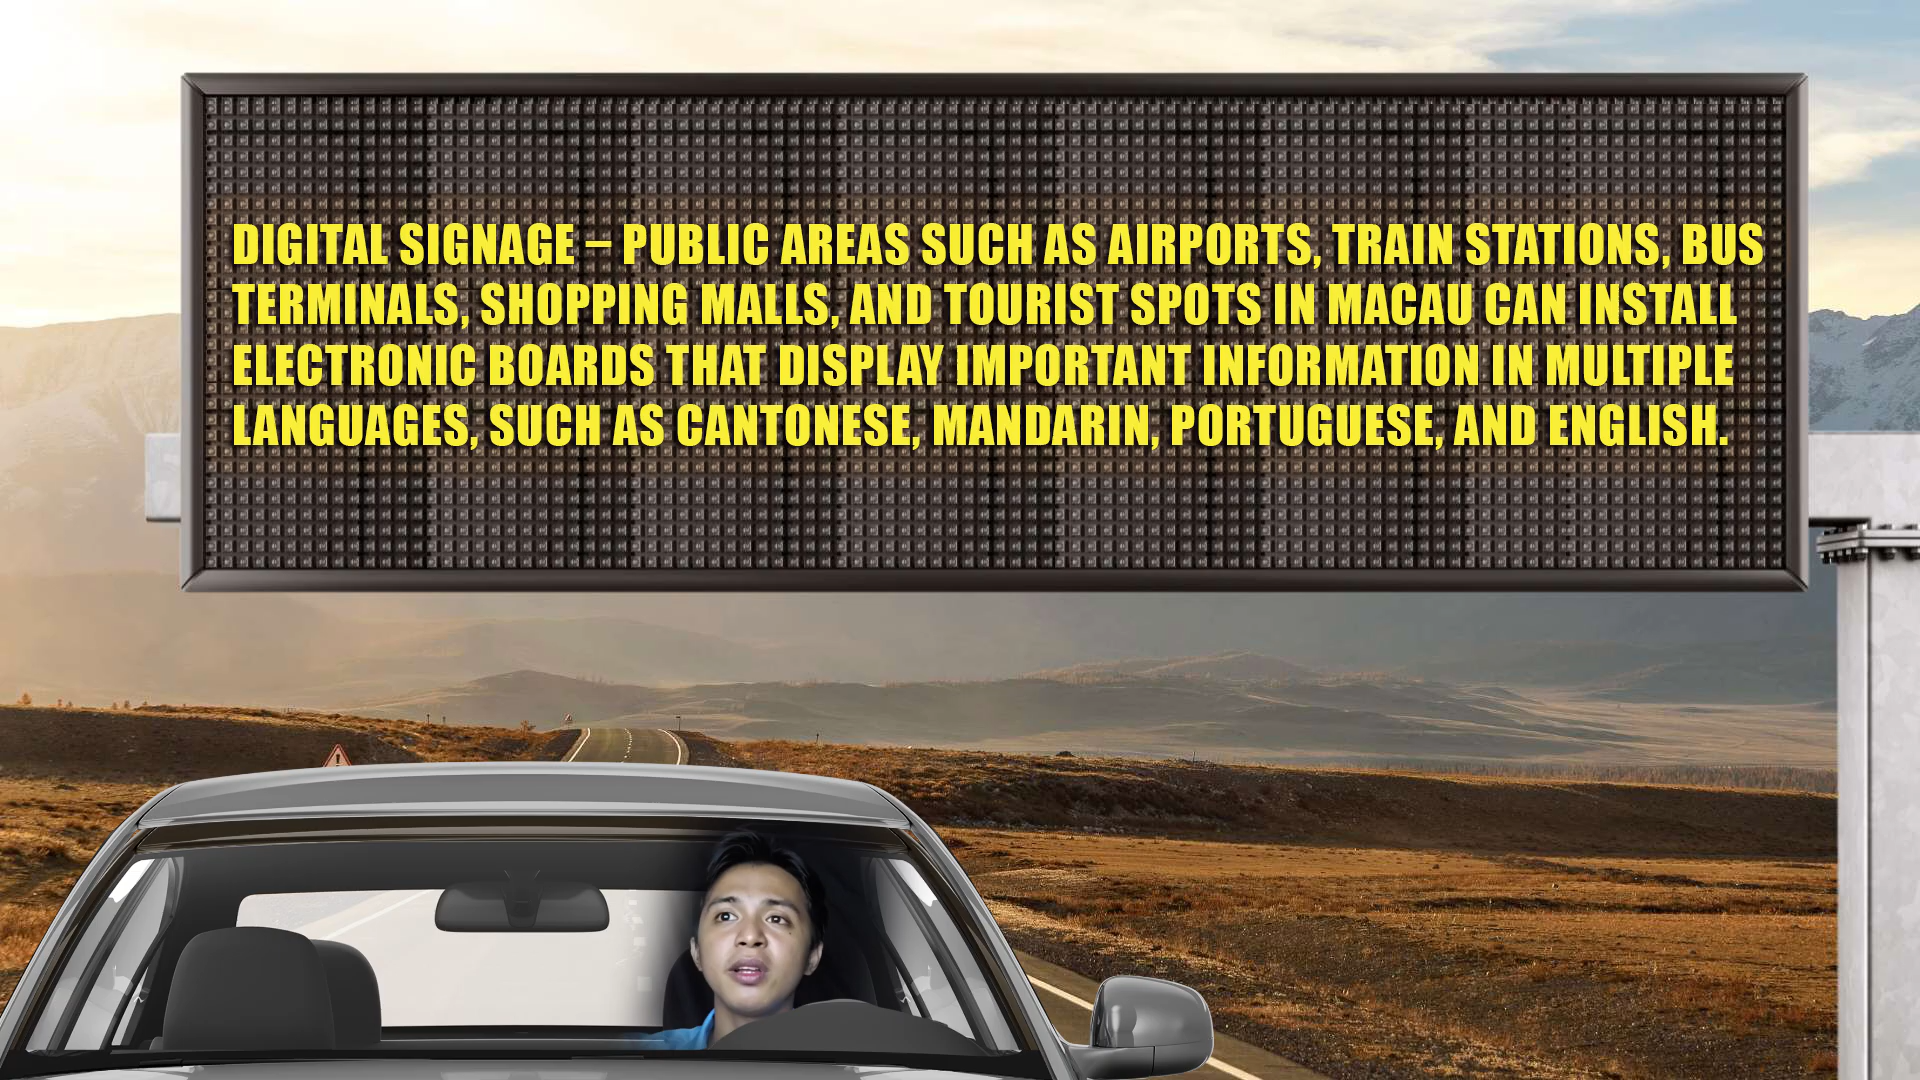 DIGITAL SIGNAGE – PUBLIC AREAS SUCH AS AIRPORTS, TRAIN STATIONS, BUS
TERMINALS, SHOPPING MALLS, AND TOURIST SPOTS IN MACAU CAN INSTALL
ELECTRONIC BOARDS THAT DISPLAY IMPORTANT INFORMATION IN MULTIPLE
LANGUAGES, SUCH AS CANTONESE, MANDARIN, PORTUGUESE, AND ENGLISH.